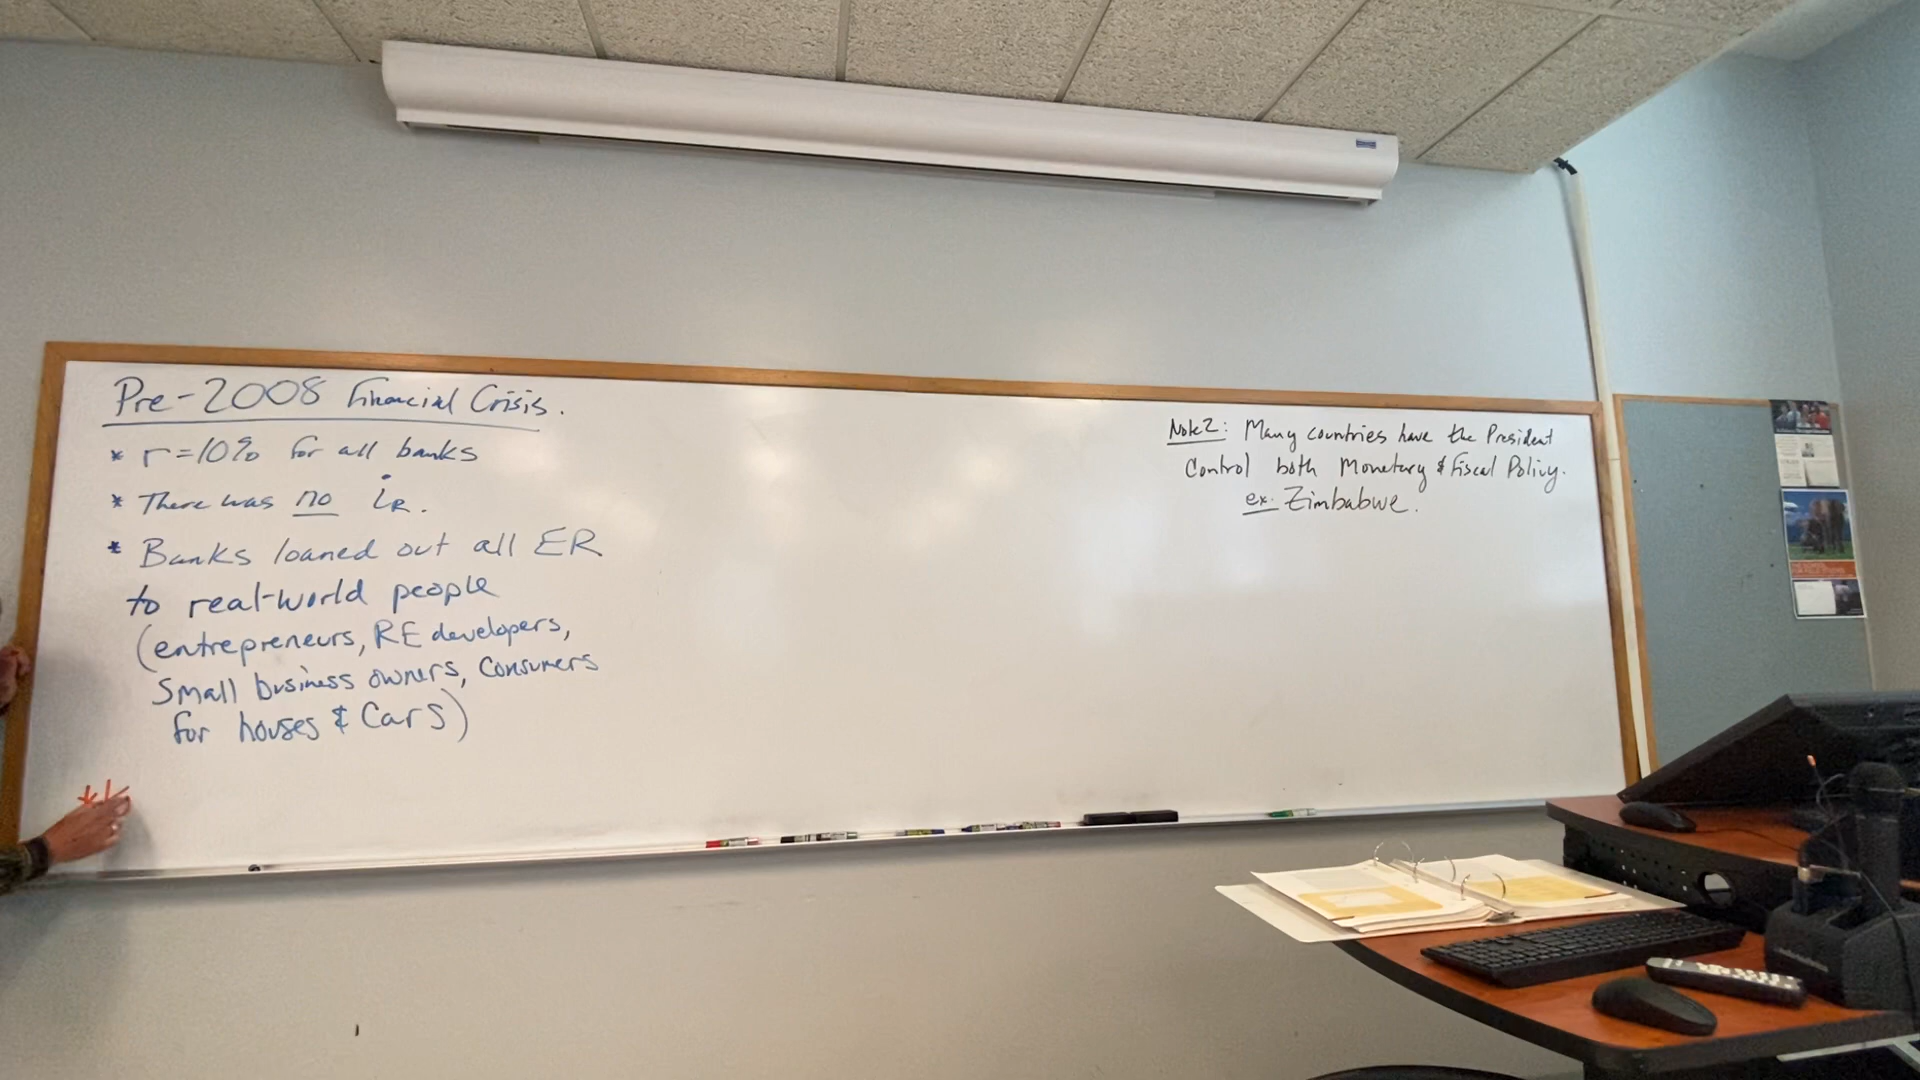 Pre-2008 Financial Crisis.
* r=10% for all banks
* There was no iR.
* Banks loaned out all ER
to real-world people
(entrepreneurs, RE developers,
Small business owners, consumers
for houses & Cars)
**
Note 2: Many countries have the President
Control both Monetary & Fiscal Policy.
ex. Zimbabwe.